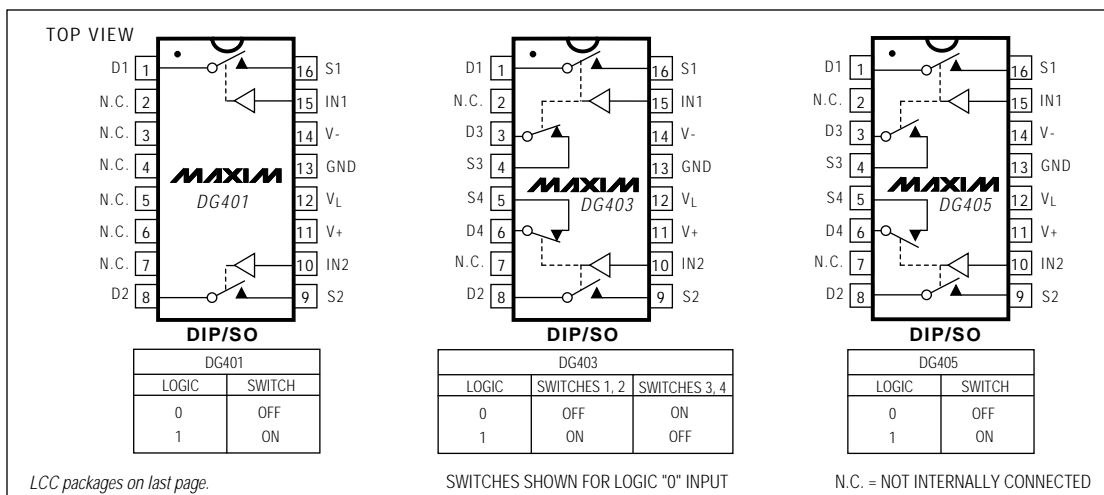 TOP VIEW
D1 1 16 S1
N.C. 2 15 IN1
N.C. 3 14 V-
N.C. 4 13 GND
MAXIM
N.C. 5 DG401 12 VL
N.C. 6 11 V+
N.C. 7 10 IN2
D2 8 9 S2
DIP/SO
DG401
LOGIC SWITCH
0 OFF
1 ON
D1 1 16 S1
N.C. 2 15 IN1
D3 3 14 V-
S3 4 13 GND
MAXIM
S4 5 DG403 12 VL
D4 6 11 V+
N.C. 7 10 IN2
D2 8 9 S2
DIP/SO
DG403
LOGIC SWITCHES 1, 2 SWITCHES 3, 4
0 OFF ON
1 ON OFF
D1 1 16 S1
N.C. 2 15 IN1
D3 3 14 V-
S3 4 13 GND
MAXIM
S4 5 DG405 12 VL
D4 6 11 V+
N.C. 7 10 IN2
D2 8 9 S2
DIP/SO
DG405
LOGIC SWITCH
0 OFF
1 ON
LCC packages on last page.
SWITCHES SHOWN FOR LOGIC "0" INPUT
N.C. = NOT INTERNALLY CONNECTED